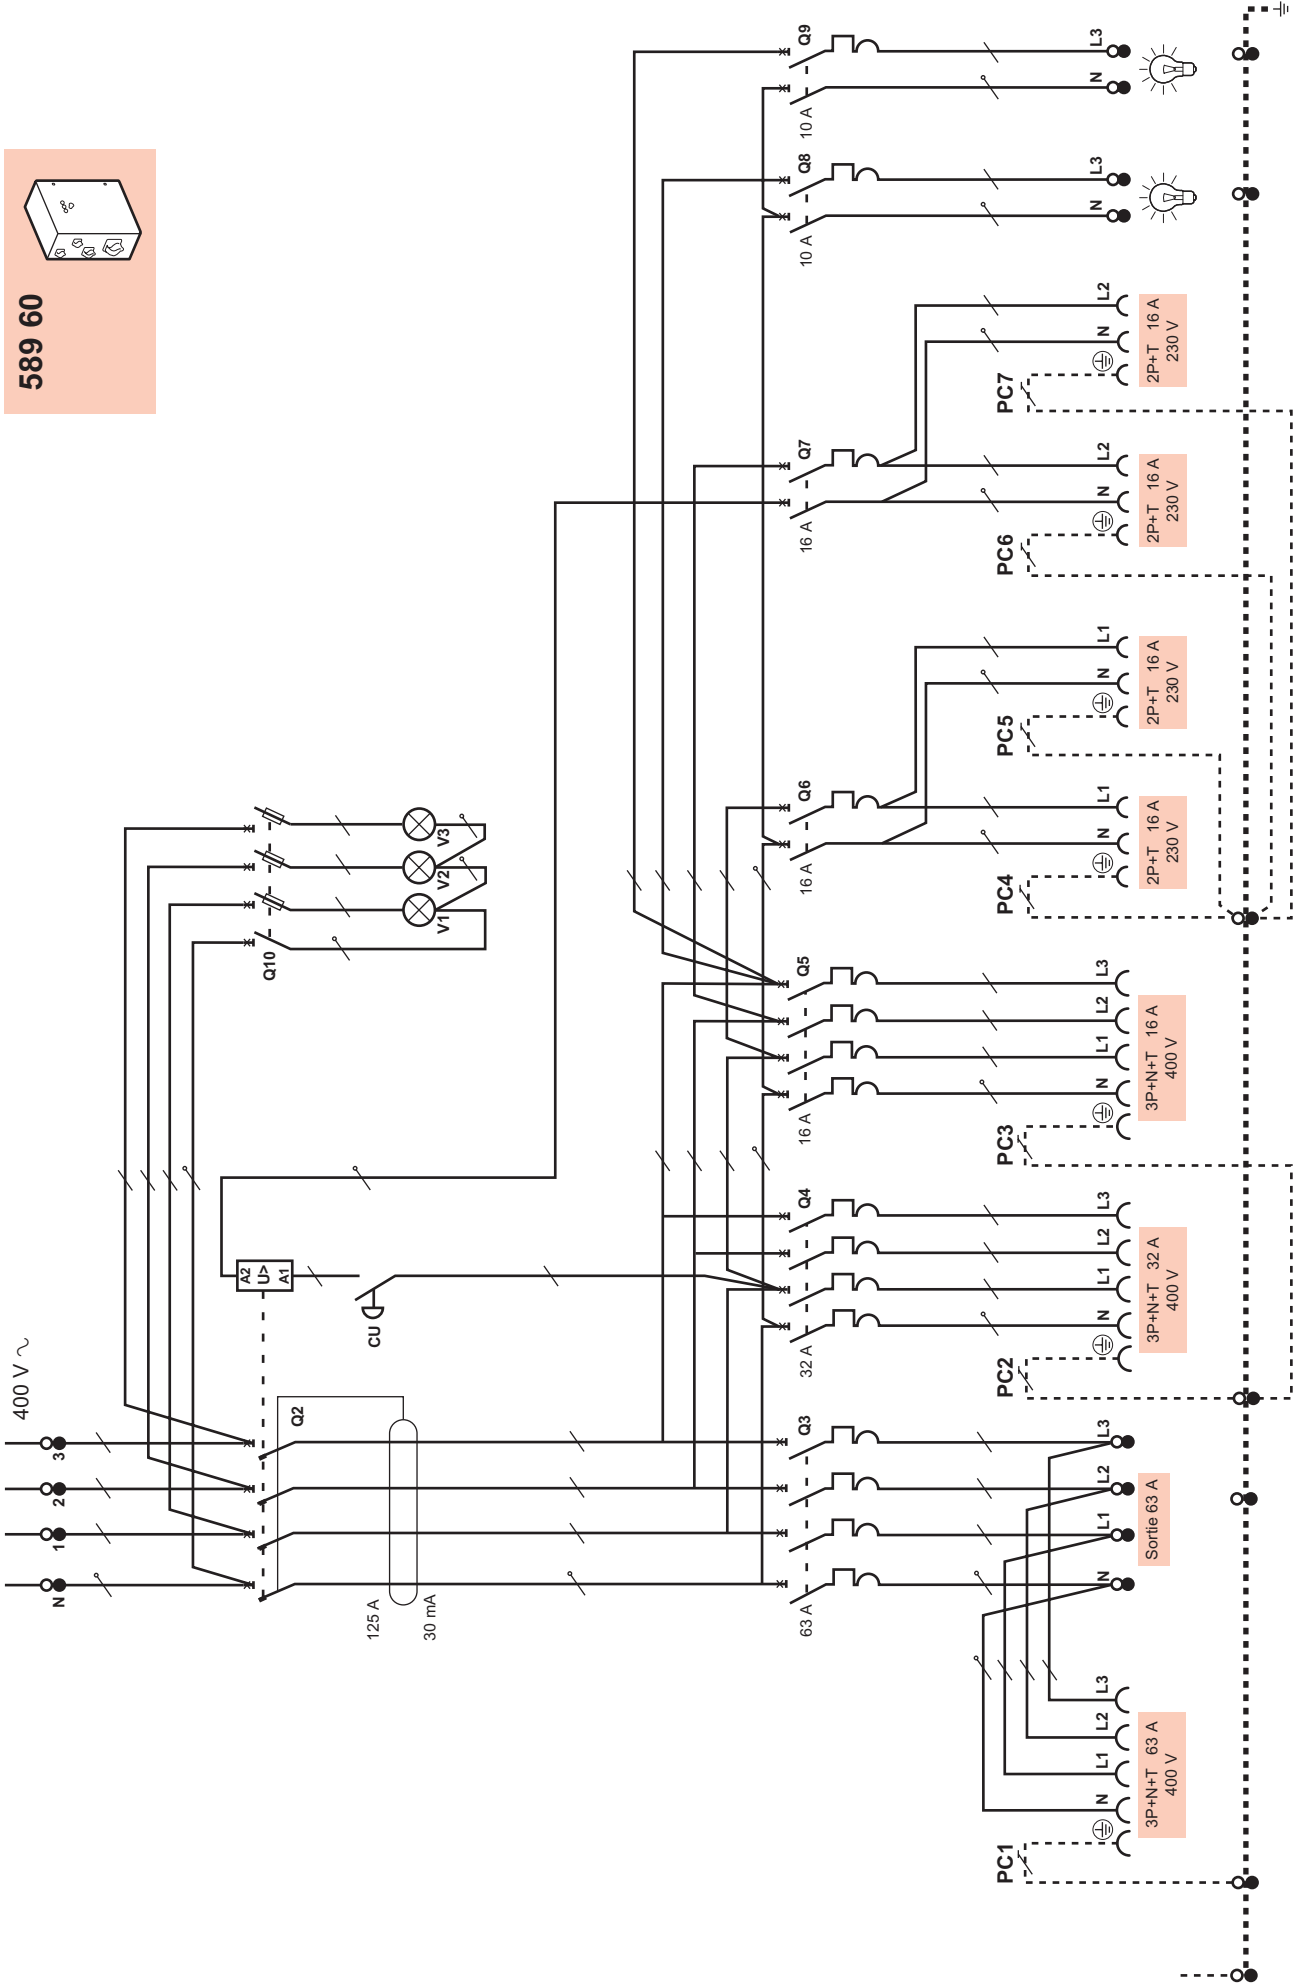 589 60
400 V
N
1
2
3
Q2
125 A
30 mA
A2
U>
A1
CU
Q10
V1
V2
V3
Q3
63 A
Q4
32 A
Q5
16 A
Q6
16 A
Q7
16 A
Q8
10 A
Q9
10 A
PC1
N
L1
L2
L3
3P+N+T 63 A
400 V
N
L1
L2
L3
Sortie 63 A
PC2
N
L1
L2
L3
3P+N+T 32 A
400 V
PC3
N
L1
L2
L3
3P+N+T 16 A
400 V
PC4
N
L1
2P+T 16 A
230 V
PC5
N
L1
2P+T 16 A
230 V
PC6
N
L2
2P+T 16 A
230 V
PC7
N
L2
2P+T 16 A
230 V
N
L3
N
L3